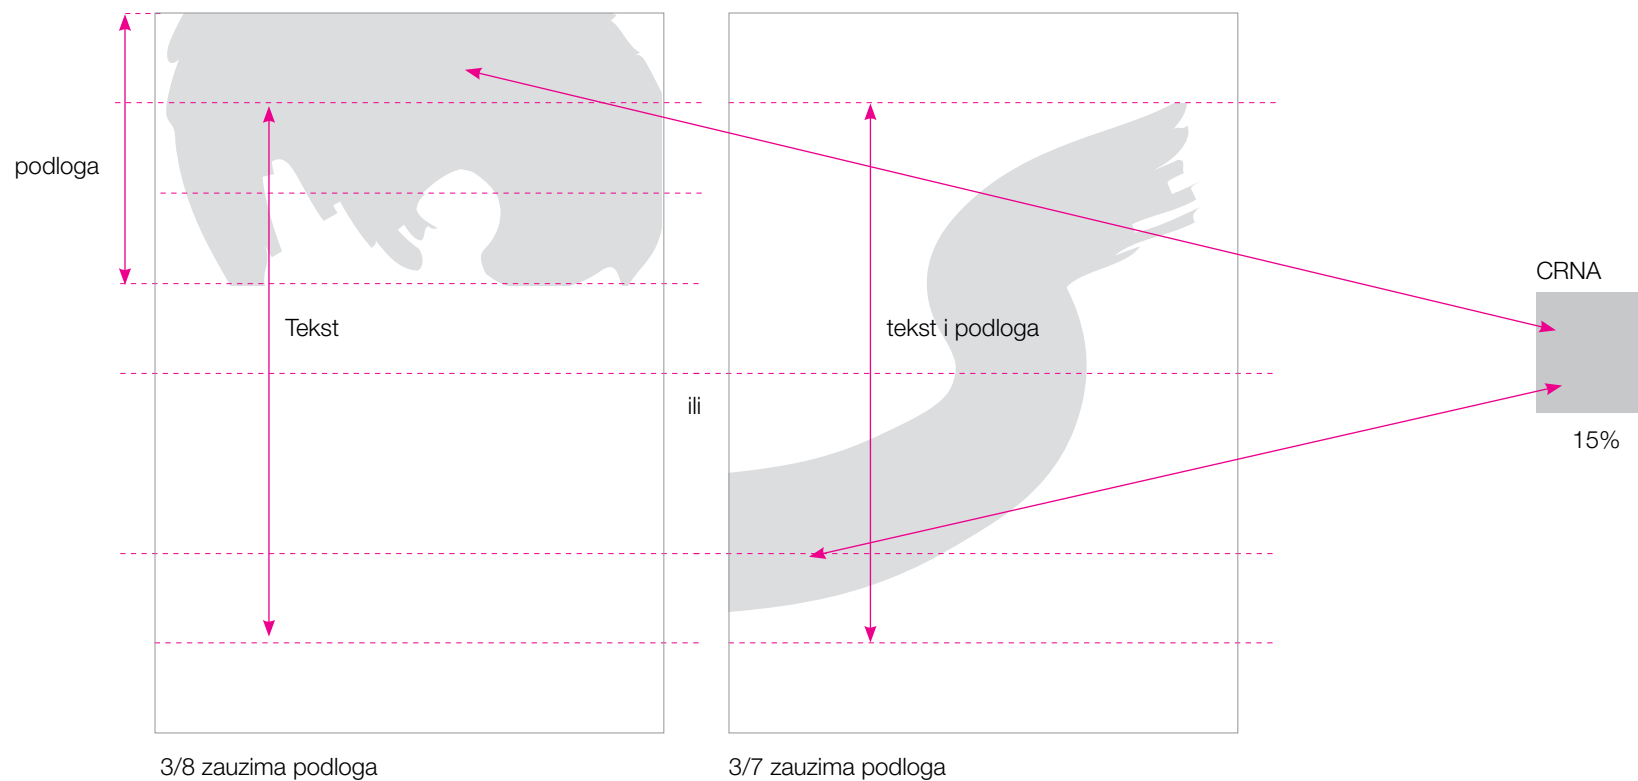 podloga
Tekst
tekst i podloga
ili
CRNA
15%
3/8 zauzima podloga
3/7 zauzima podloga